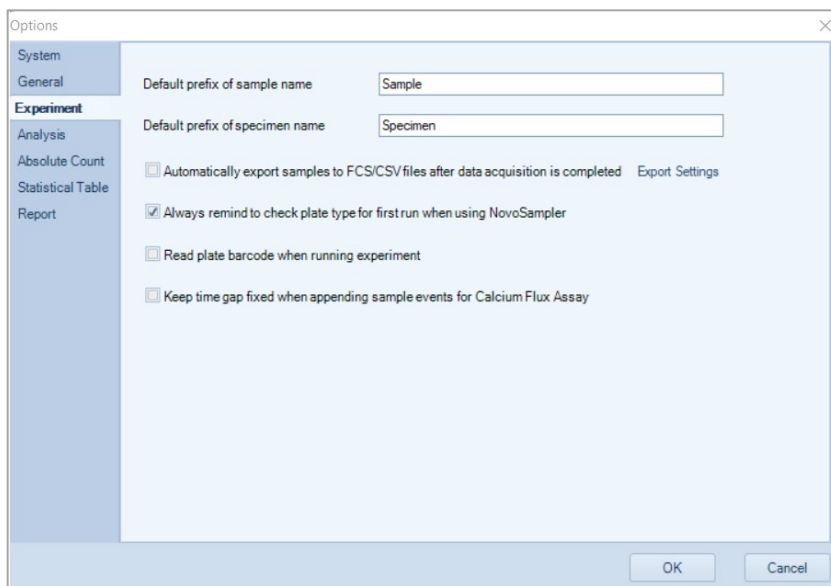 Options
System
General
Experiment
Analysis
Absolute Count
Statistical Table
Report
Default prefix of sample name Sample
Default prefix of specimen name Specimen
Automatically export samples to FCS/CSV files after data acquisition is completed Export Settings
Always remind to check plate type for first run when using NovoSampler
Read plate barcode when running experiment
Keep time gap fixed when appending sample events for Calcium Flux Assay
OK Cancel